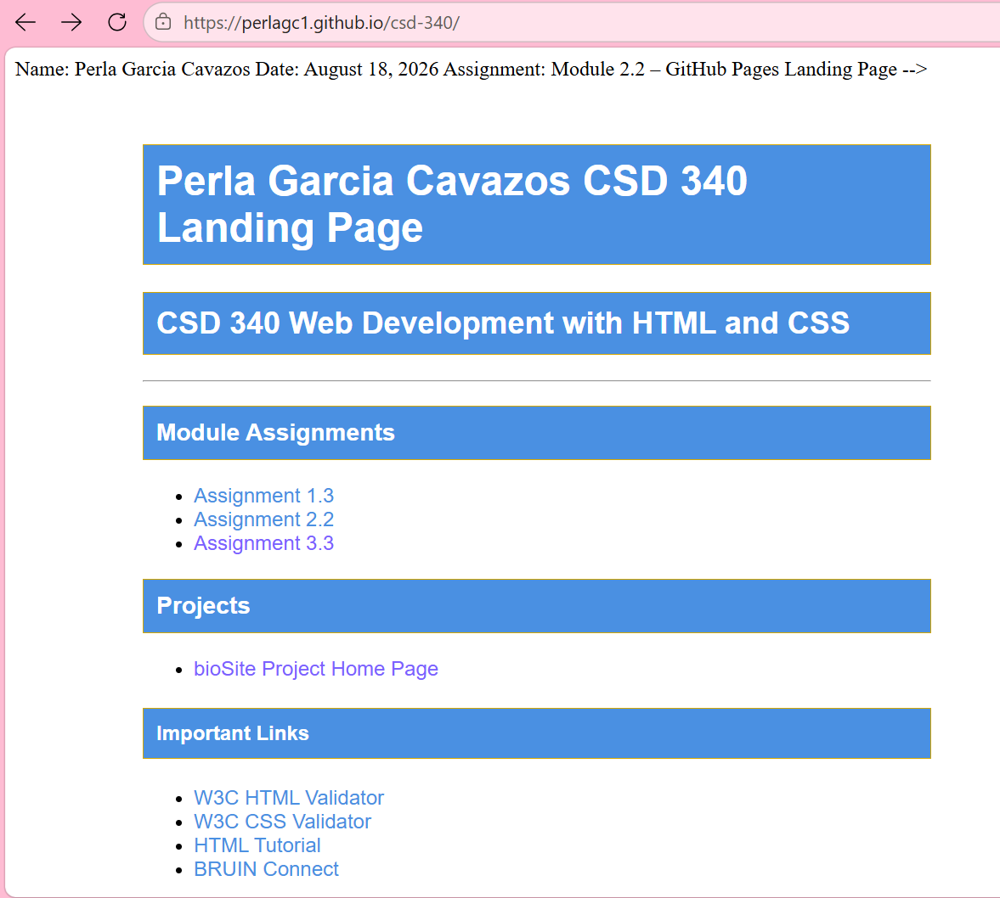 https://perlagc1.github.io/csd-340/
Name: Perla Garcia Cavazos Date: August 18, 2026 Assignment: Module 2.2 – GitHub Pages Landing Page -->
Perla Garcia Cavazos CSD 340
Landing Page
CSD 340 Web Development with HTML and CSS
Module Assignments
Assignment 1.3
Assignment 2.2
Assignment 3.3
Projects
bioSite Project Home Page
Important Links
W3C HTML Validator
W3C CSS Validator
HTML Tutorial
BRUIN Connect